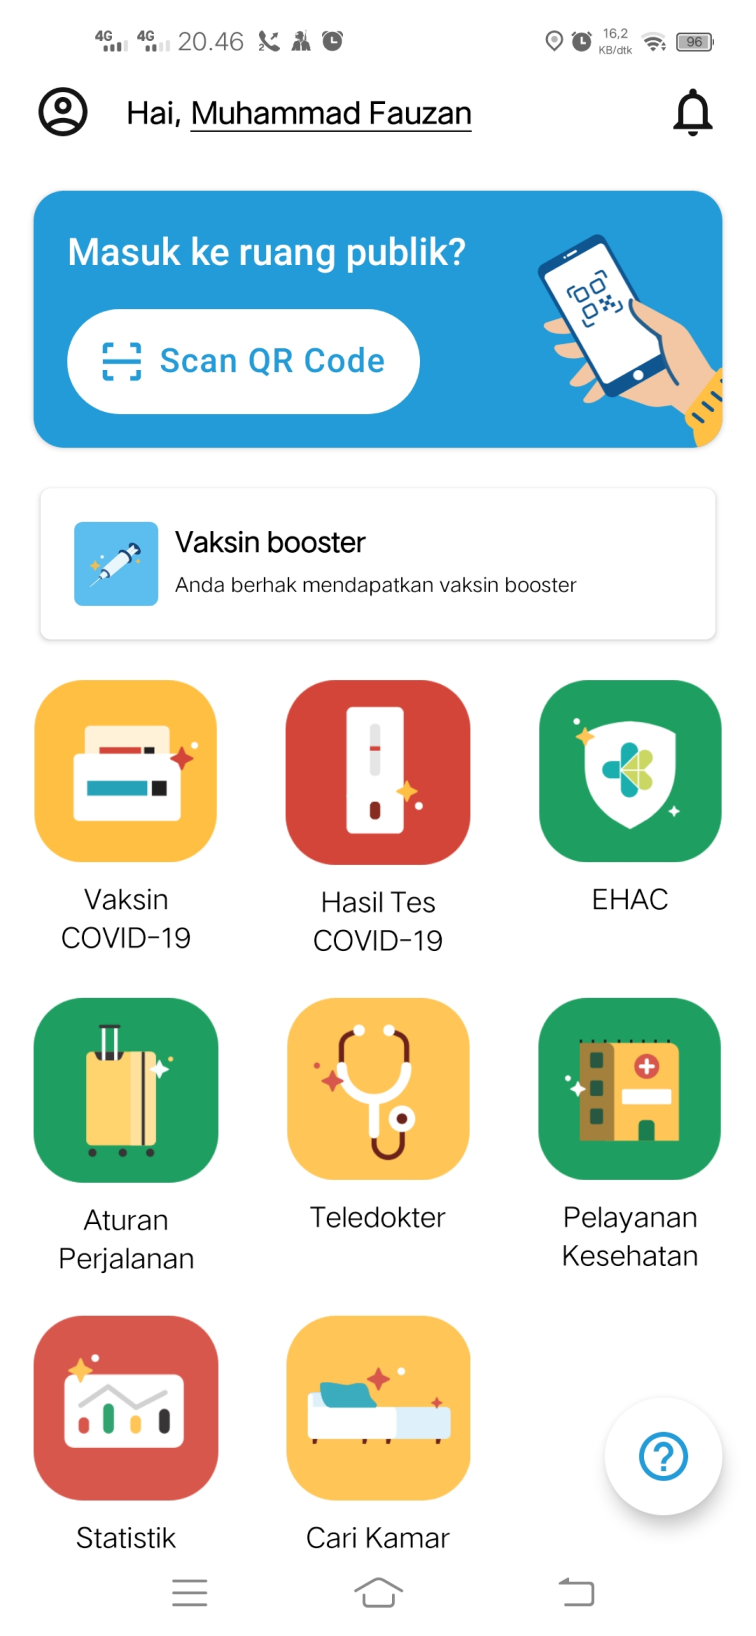 4G 4G 20.46 16,2 KB/dtk 96
Hai, Muhammad Fauzan
Masuk ke ruang publik?
Scan QR Code
Vaksin booster
Anda berhak mendapatkan vaksin booster
Vaksin COVID-19
Hasil Tes COVID-19
EHAC
Aturan Perjalanan
Teledokter
Pelayanan Kesehatan
Statistik
Cari Kamar